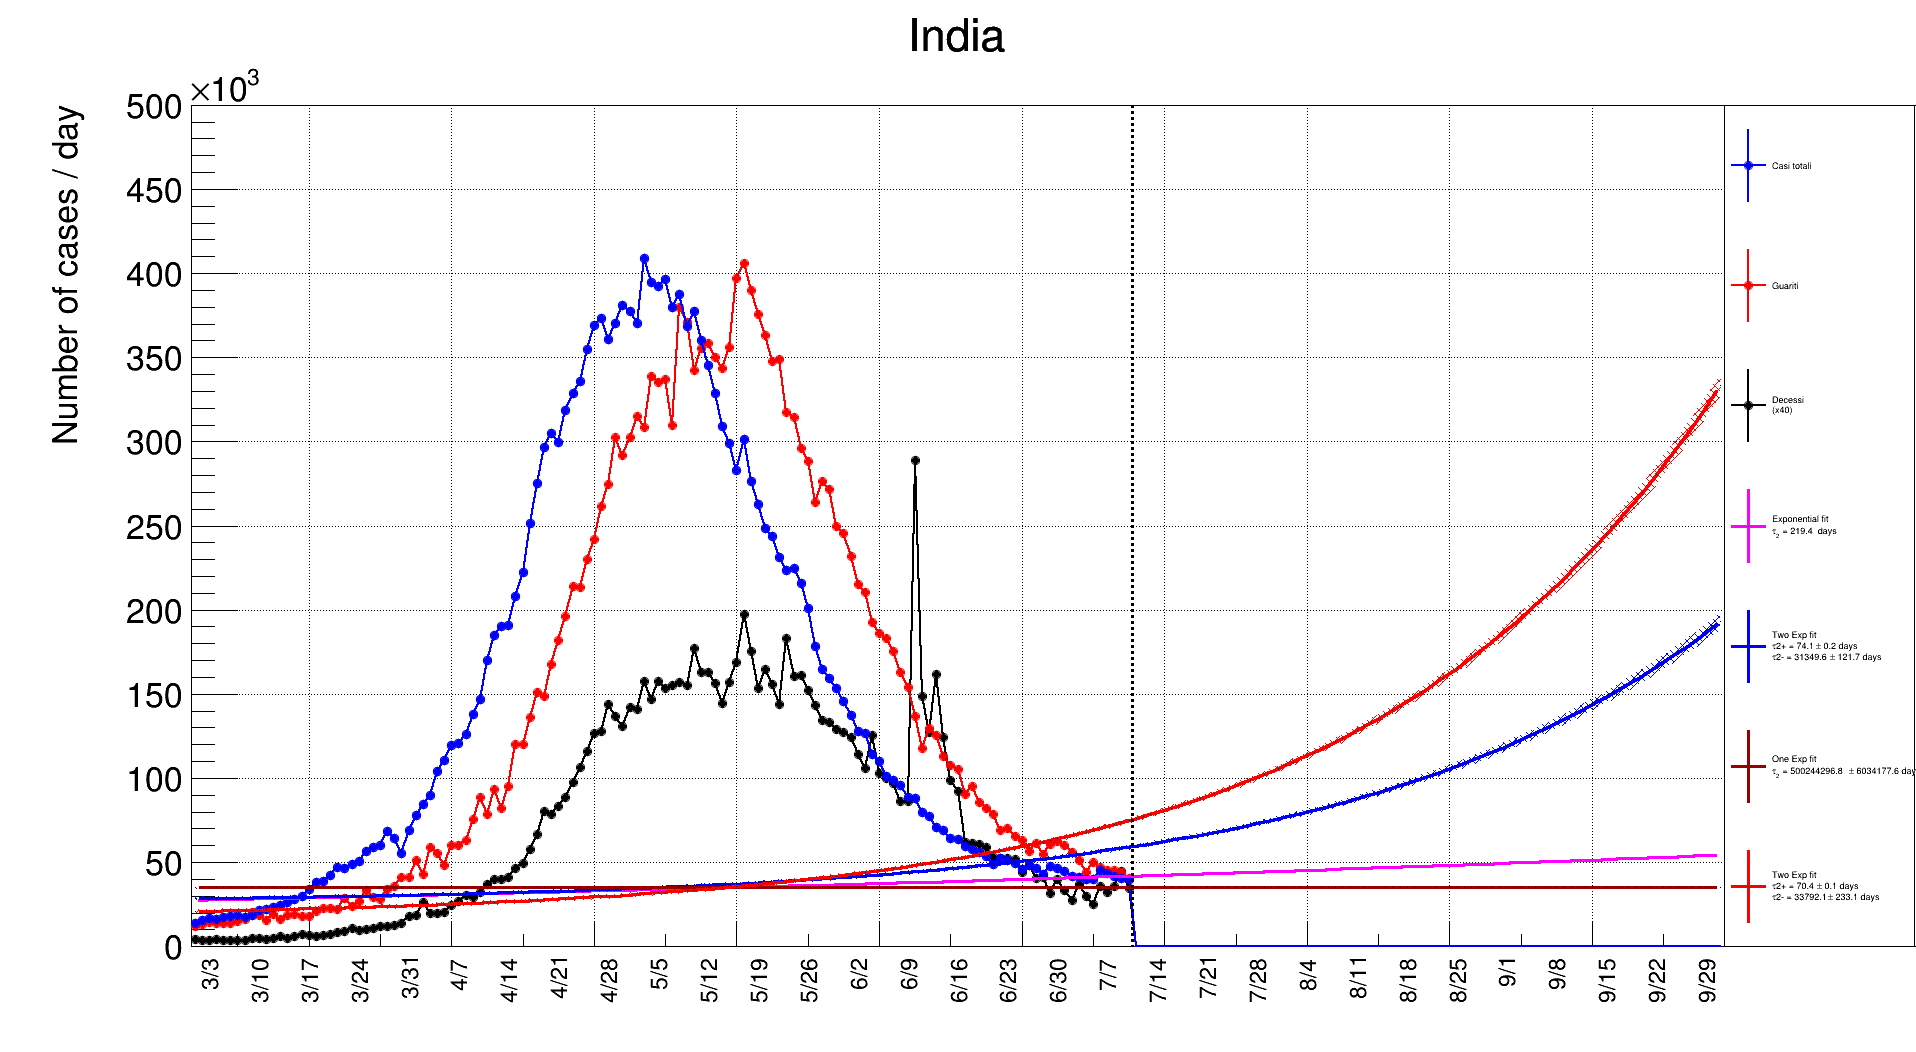 India
×10³
Number of cases / day
500
450
400
350
300
250
200
150
100
50
0
3/3
3/10
3/17
3/24
3/31
4/7
4/14
4/21
4/28
5/5
5/12
5/19
5/26
6/2
6/9
6/16
6/23
6/30
7/7
7/14
7/21
7/28
8/4
8/11
8/18
8/25
9/1
9/8
9/15
9/22
9/29
Casi totali
Guariti
Decessi
(x40)
Exponential fit
τ₂ = 219.4 days
Two Exp fit
τ2+ = 74.1 ± 0.2 days
τ2- = 31349.6 ± 121.7 days
One Exp fit
τ₂ = 500244296.8 ± 6034177.6 day
Two Exp fit
τ2+ = 70.4 ± 0.1 days
τ2- = 33792.1 ± 233.1 days